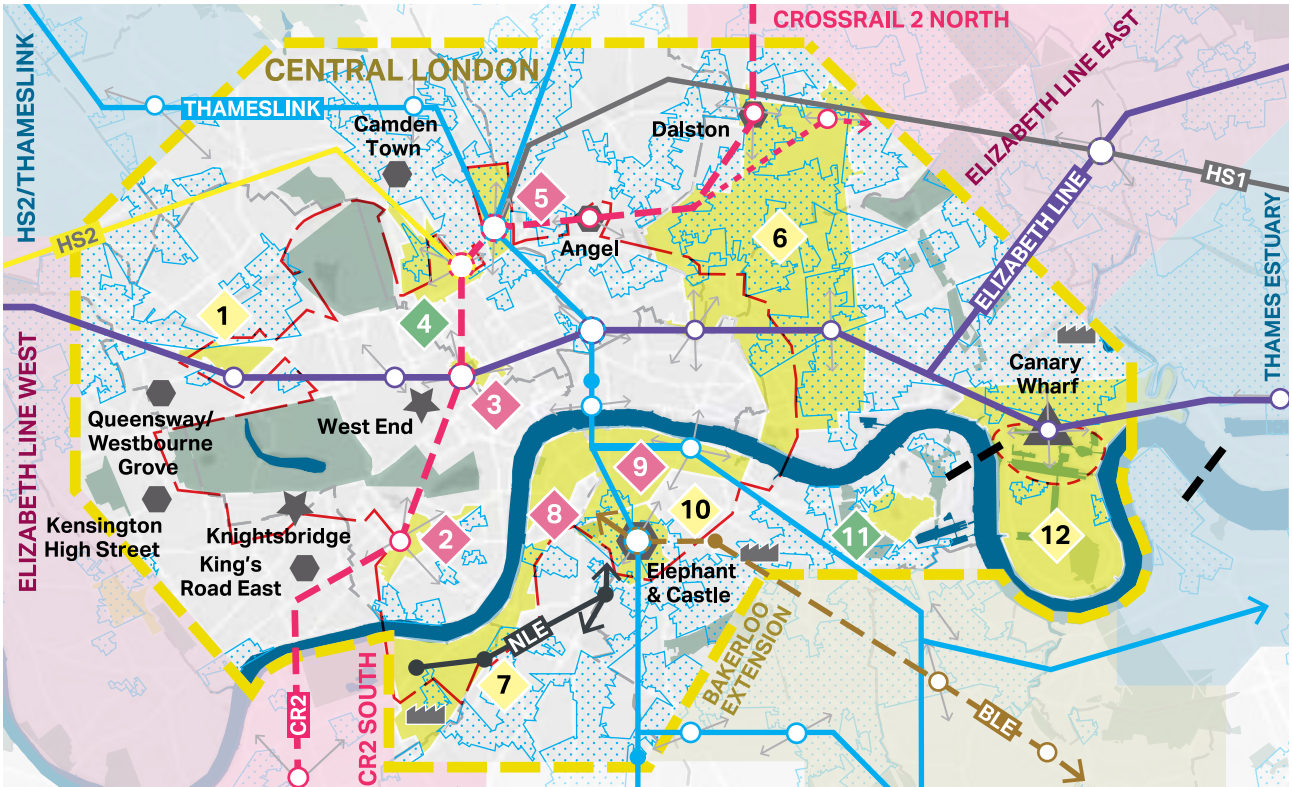 CROSSRAIL 2 NORTH
HS2/THAMESLINK
CENTRAL LONDON
ELIZABETH LINE EAST
THAMESLINK
Camden
Town
Dalston
HS1
5
HS2
Angel
6
ELIZABETH LINE
THAMES ESTUARY
1
4
ELIZABETH LINE WEST
Canary
Wharf
3
West End
Queensway/
Westbourne
Grove
9
Kensington
High Street
Knightsbridge
King's
Road East
2
8
10
11
12
Elephant
& Castle
NLE
7
BAKERLOO
EXTENSION
CR2
CR2 SOUTH
BLE